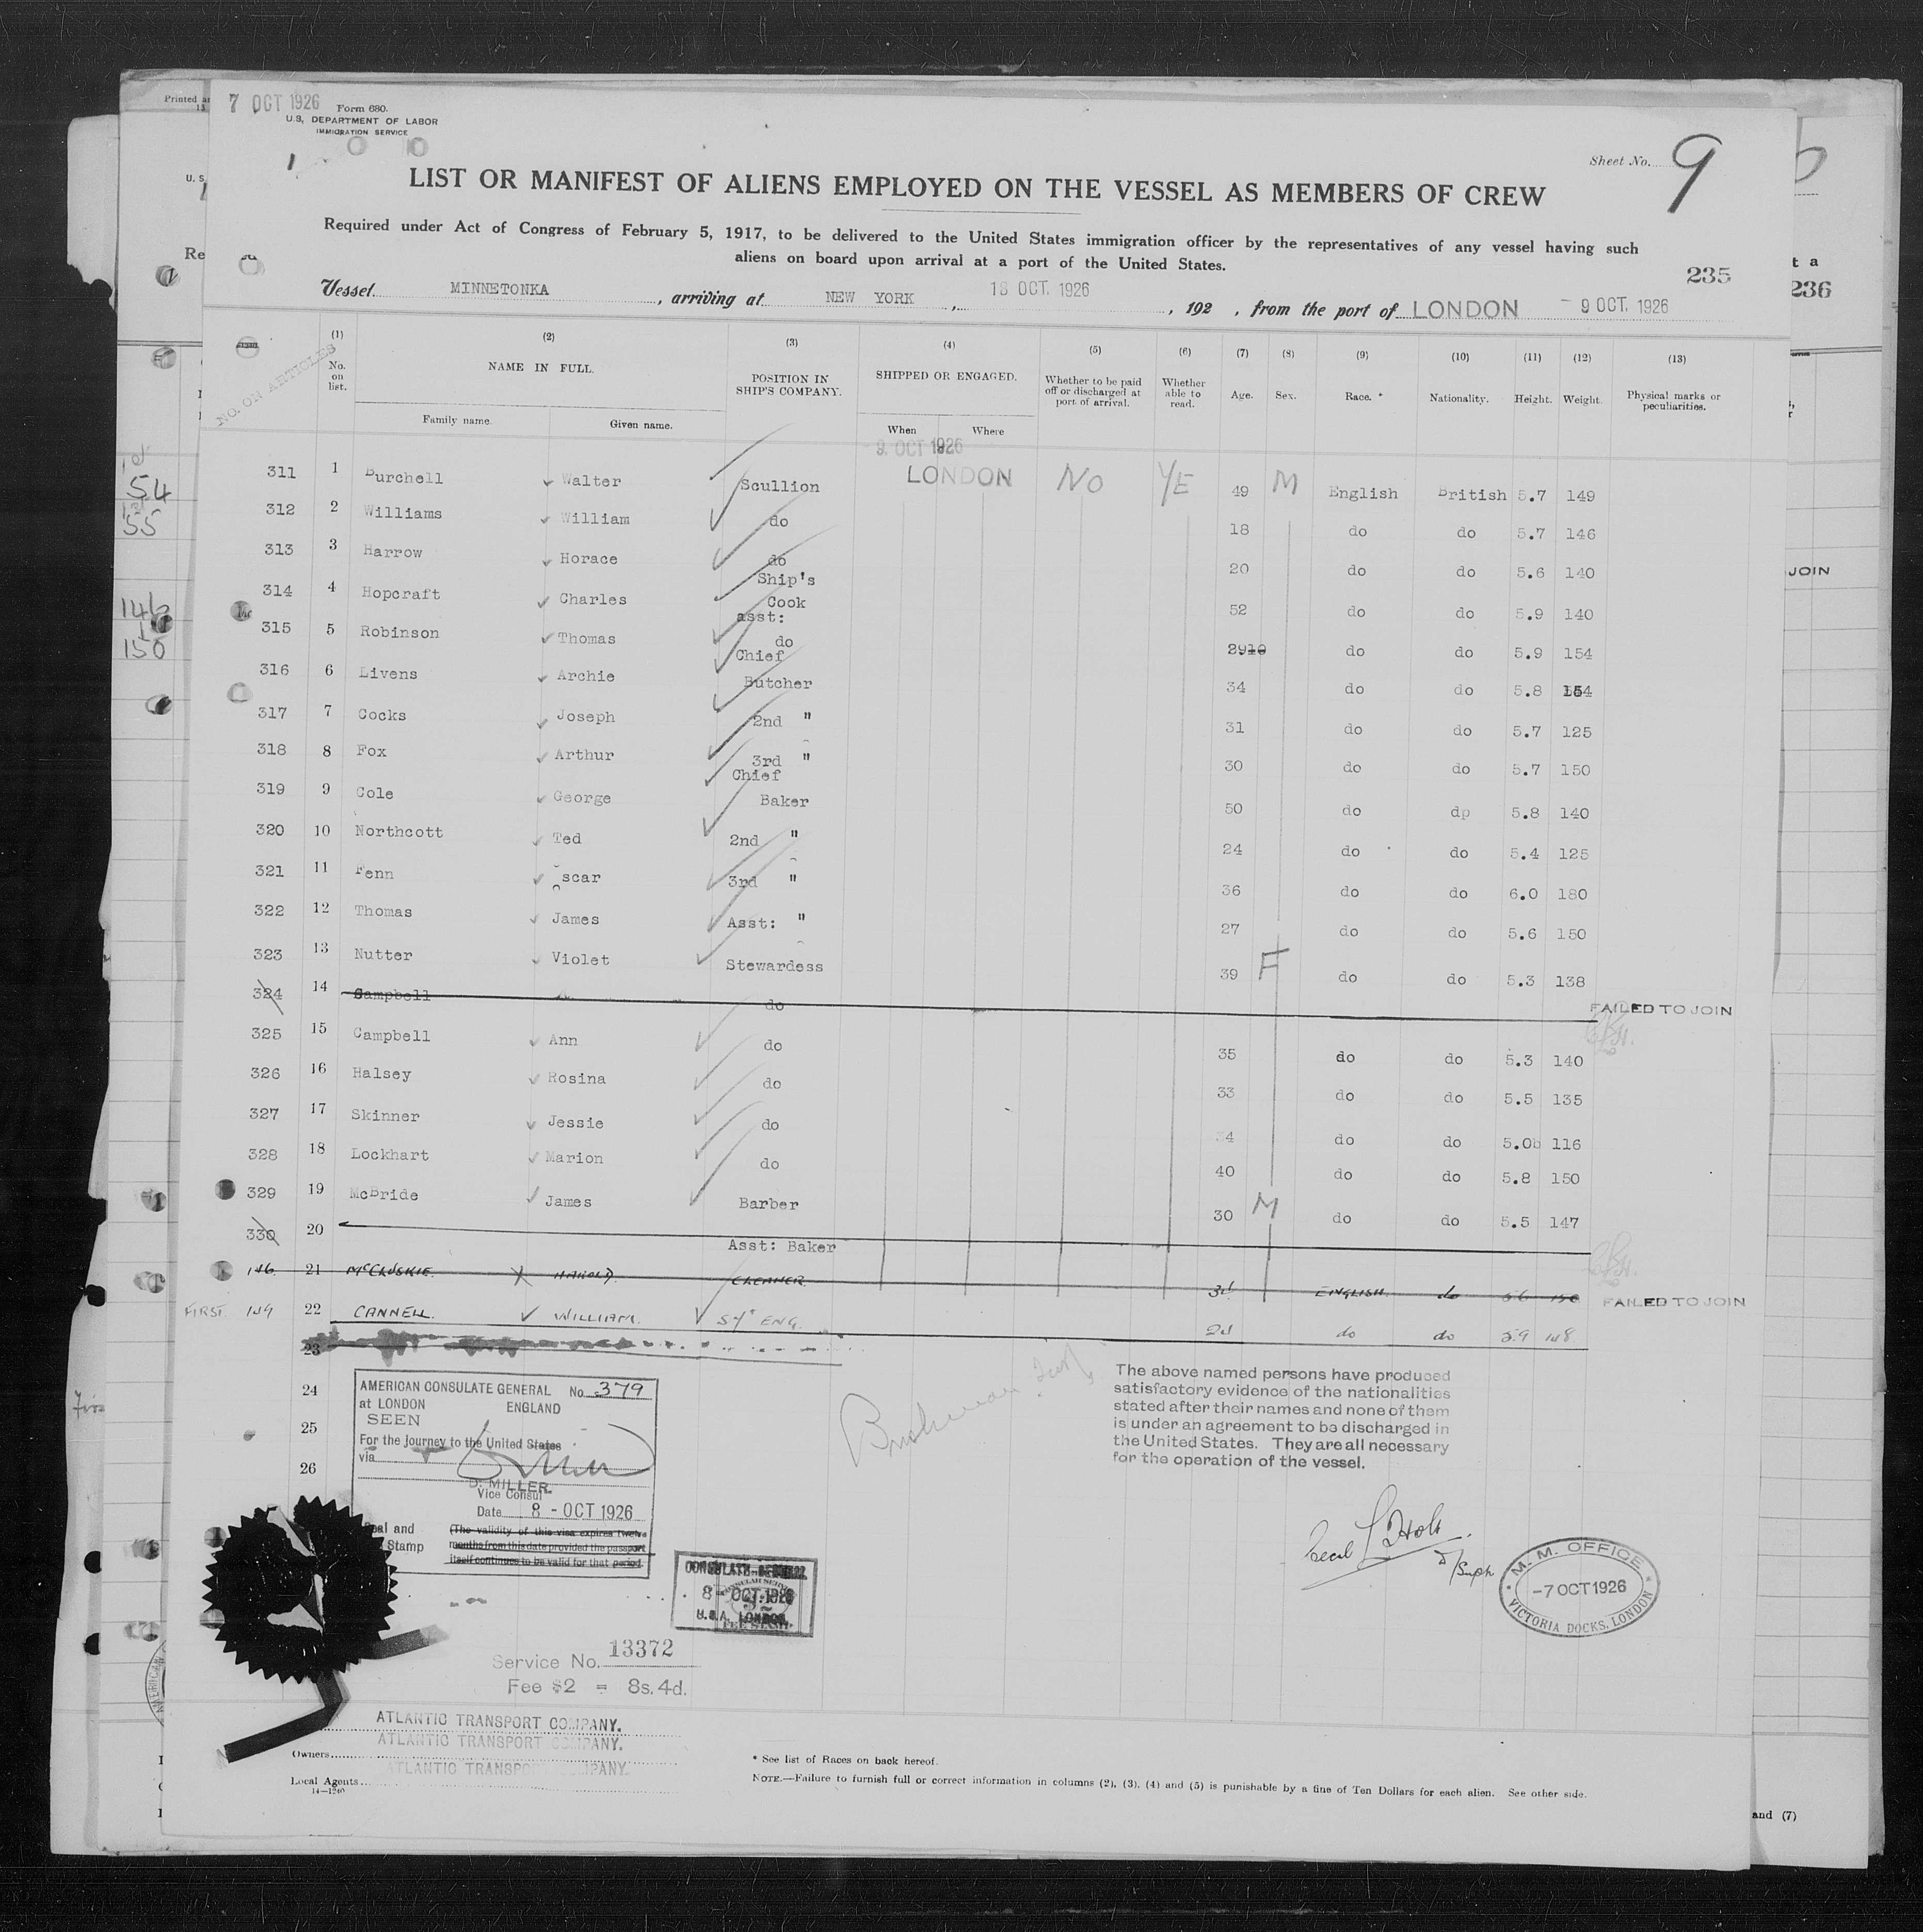 Printed
7 OCT 1926 Form 680.
U.S. DEPARTMENT OF LABOR
IMMIGRATION SERVICE
Sheet No. 9
LIST OR MANIFEST OF ALIENS EMPLOYED ON THE VESSEL AS MEMBERS OF CREW
Required under Act of Congress of February 5, 1917, to be delivered to the United States immigration officer by the representatives of any vessel having such
aliens on board upon arrival at a port of the United States.
235
236
Vessel MINNETONKA, arriving at NEW YORK, 18 OCT. 1926, 192 , from the port of LONDON - 9 OCT. 1926
NO. ON ARTICLES
(1) (2) (3) (4) (5) (6) (7) (8) (9) (10) (11) (12) (13)
No. on list. NAME IN FULL. POSITION IN SHIP'S COMPANY. SHIPPED OR ENGAGED. Whether to be paid off or discharged at port of arrival. Whether able to read. Age. Sex. Race. * Nationality. Height. Weight. Physical marks or peculiarities.
Family name. Given name. When Where
- 9. OCT 1926
311 1 Burchell Walter Scullion LONDON NO YE 49 M English British 5.7 149
312 2 Williams William do 18 do do 5.7 146
313 3 Harrow Horace do 20 do do 5.6 140
314 4 Hopcraft Charles Ship's Cook 52 do do 5.9 140
315 5 Robinson Thomas asst: do do do 5.9 154
316 6 Livens Archie Chief Butcher 34 do do 5.8
317 7 Cocks Joseph 2nd " 31 do do 5.7 125
318 8 Fox Arthur 3rd " 30 do do 5.7 150
319 9 Cole George Chief Baker 50 do dp 5.8 140
320 10 Northcott Ted 2nd " 24 do do 5.4 125
321 11 Fenn Oscar 3rd " 36 do do 6.0 180
322 12 Thomas James Asst: " 27 do do 5.6 150
323 13 Nutter Violet Stewardess 39 F do do 5.3 138
324 14 Campbell A. do FAILED TO JOIN
325 15 Campbell Ann do 35 do do 5.3 140
326 16 Halsey Rosina do 33 do do 5.5 135
327 17 Skinner Jessie do do do 116
328 18 Lockhart Marion do 40 do do 5.8 150
329 19 McBride James Barber 30 M do do 5.5 147
330 20 Asst: Baker
146 21 McCLUSKIE HAROLD. CLEANER ENGLISH do 5.6 150 FAILED TO JOIN
FIRST. 149 22 CANNELL. WILLIAM. ENG. do do 5.9 148
23
24
25
26
AMERICAN CONSULATE GENERAL No. 379
at LONDON ENGLAND
SEEN
For the Journey to the United States
via
D. MILLER.
Vice Consul
Date 8 - OCT 1926
Seal and Stamp
(The validity of this visa expires twelve
months from this date provided the passport
itself continues to be valid for that period.
The above named persons have produced
satisfactory evidence of the nationalities
stated after their names and none of them
is under an agreement to be discharged in
the United States. They are all necessary
for the operation of the vessel.
8 - OCT. 1926
U.S.A. LONDON.
FEE STAMP
Cecil
M. M. OFFICE
-7 OCT 1926
VICTORIA DOCKS, LONDON
Service No. 13372
Fee $2 = 8s. 4d.
ATLANTIC TRANSPORT COMPANY.
ATLANTIC TRANSPORT COMPANY.
Owners
ATLANTIC TRANSPORT COMPANY.
Local Agents
14-1240
* See list of Races on back hereof.
NOTE.—Failure to furnish full or correct information in columns (2), (3), (4) and (5) is punishable by a fine of Ten Dollars for each alien. See other side.
54
55
146
150
JOIN
and (7)